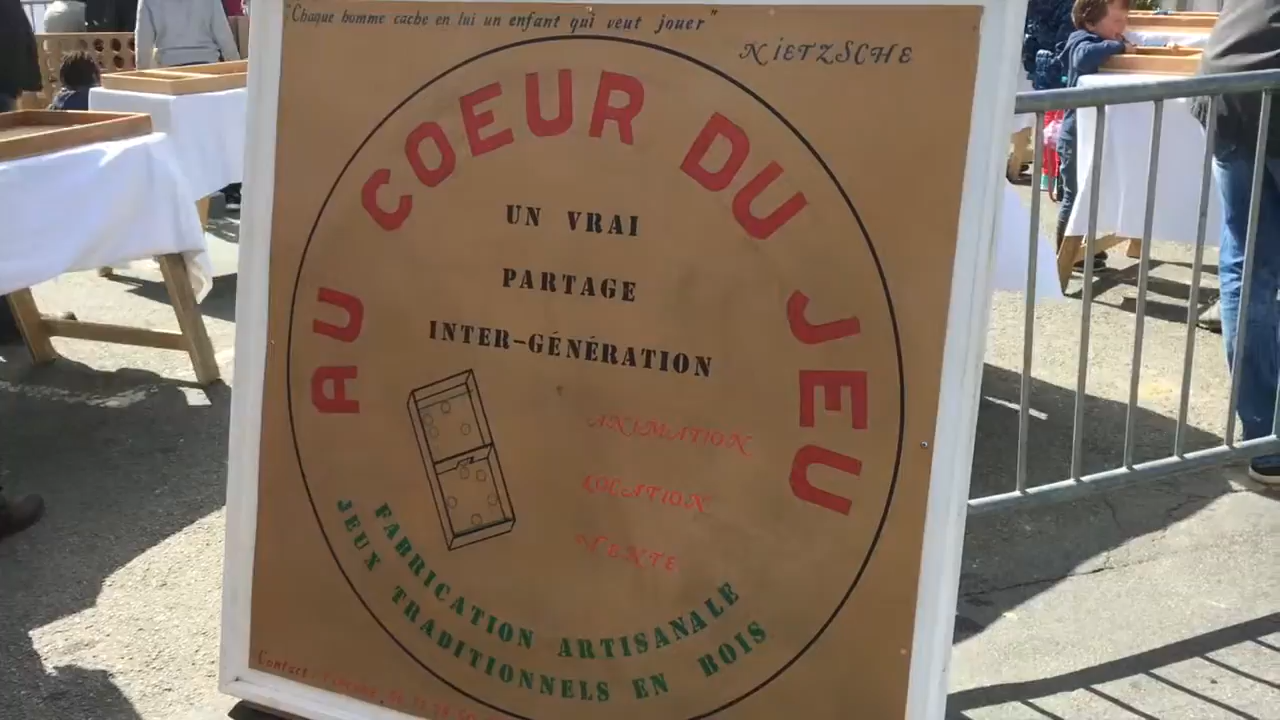 "Chaque homme cache en lui un enfant qui veut jouer"
NIETZSCHE
AU COEUR DU JEU
UN VRAI
PARTAGE
INTER-GÉNÉRATION
ANIMATION
LOCATION
VENTE
FABRICATION ARTISANALE
JEUX TRADITIONNELS EN BOIS
Contact